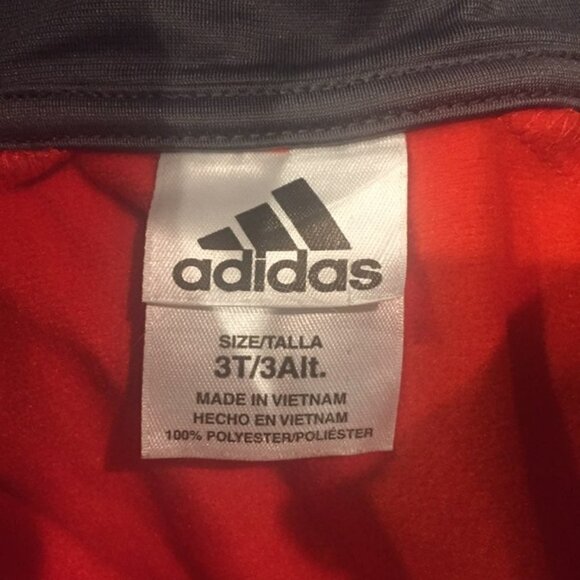 adidas
SIZE/TALLA
3T/3Alt.
MADE IN VIETNAM
HECHO EN VIETNAM
100% POLYESTER/POLIÉSTER